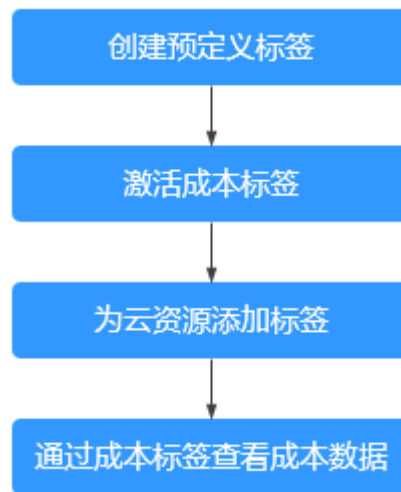 创建预定义标签
激活成本标签
为云资源添加标签
通过成本标签查看成本数据